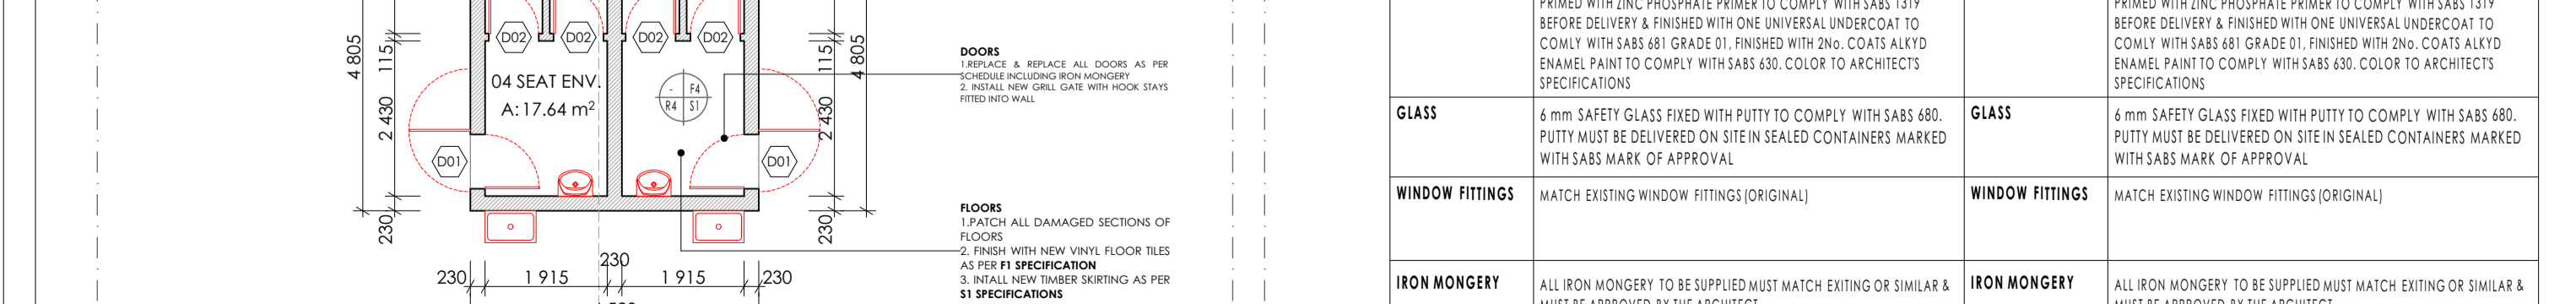 D02
D02
D02
D02
4 805
115
2 430
230
04 SEAT ENV.
A: 17.64 m²
- F4
R4 S1
D01
D01
115
4 805
2 430
230
230
1 915
230
1 915
230
DOORS
1.REPLACE & REPLACE ALL DOORS AS PER
SCHEDULE INCLUDING IRON MONGERY
2. INSTALL NEW GRILL GATE WITH HOOK STAYS
FITTED INTO WALL
FLOORS
1.PATCH ALL DAMAGED SECTIONS OF
FLOORS
2. FINISH WITH NEW VINYL FLOOR TILES
AS PER F1 SPECIFICATION
3. INTALL NEW TIMBER SKIRTING AS PER
S1 SPECIFICATIONS
PRIMED WITH ZINC PHOSPHATE PRIMER TO COMPLY WITH SABS 1319
BEFORE DELIVERY & FINISHED WITH ONE UNIVERSAL UNDERCOAT TO
COMLY WITH SABS 681 GRADE 01, FINISHED WITH 2No. COATS ALKYD
ENAMEL PAINT TO COMPLY WITH SABS 630. COLOR TO ARCHITECT'S
SPECIFICATIONS
GLASS
6 mm SAFETY GLASS FIXED WITH PUTTY TO COMPLY WITH SABS 680.
PUTTY MUST BE DELIVERED ON SITE IN SEALED CONTAINERS MARKED
WITH SABS MARK OF APPROVAL
WINDOW FITTINGS
MATCH EXISTING WINDOW FITTINGS (ORIGINAL)
IRON MONGERY
ALL IRON MONGERY TO BE SUPPLIED MUST MATCH EXITING OR SIMILAR &
MUST BE APPROVED BY THE ARCHITECT
PRIMED WITH ZINC PHOSPHATE PRIMER TO COMPLY WITH SABS 1319
BEFORE DELIVERY & FINISHED WITH ONE UNIVERSAL UNDERCOAT TO
COMLY WITH SABS 681 GRADE 01, FINISHED WITH 2No. COATS ALKYD
ENAMEL PAINT TO COMPLY WITH SABS 630. COLOR TO ARCHITECT'S
SPECIFICATIONS
GLASS
6 mm SAFETY GLASS FIXED WITH PUTTY TO COMPLY WITH SABS 680.
PUTTY MUST BE DELIVERED ON SITE IN SEALED CONTAINERS MARKED
WITH SABS MARK OF APPROVAL
WINDOW FITTINGS
MATCH EXISTING WINDOW FITTINGS (ORIGINAL)
IRON MONGERY
ALL IRON MONGERY TO BE SUPPLIED MUST MATCH EXITING OR SIMILAR &
MUST BE APPROVED BY THE ARCHITECT